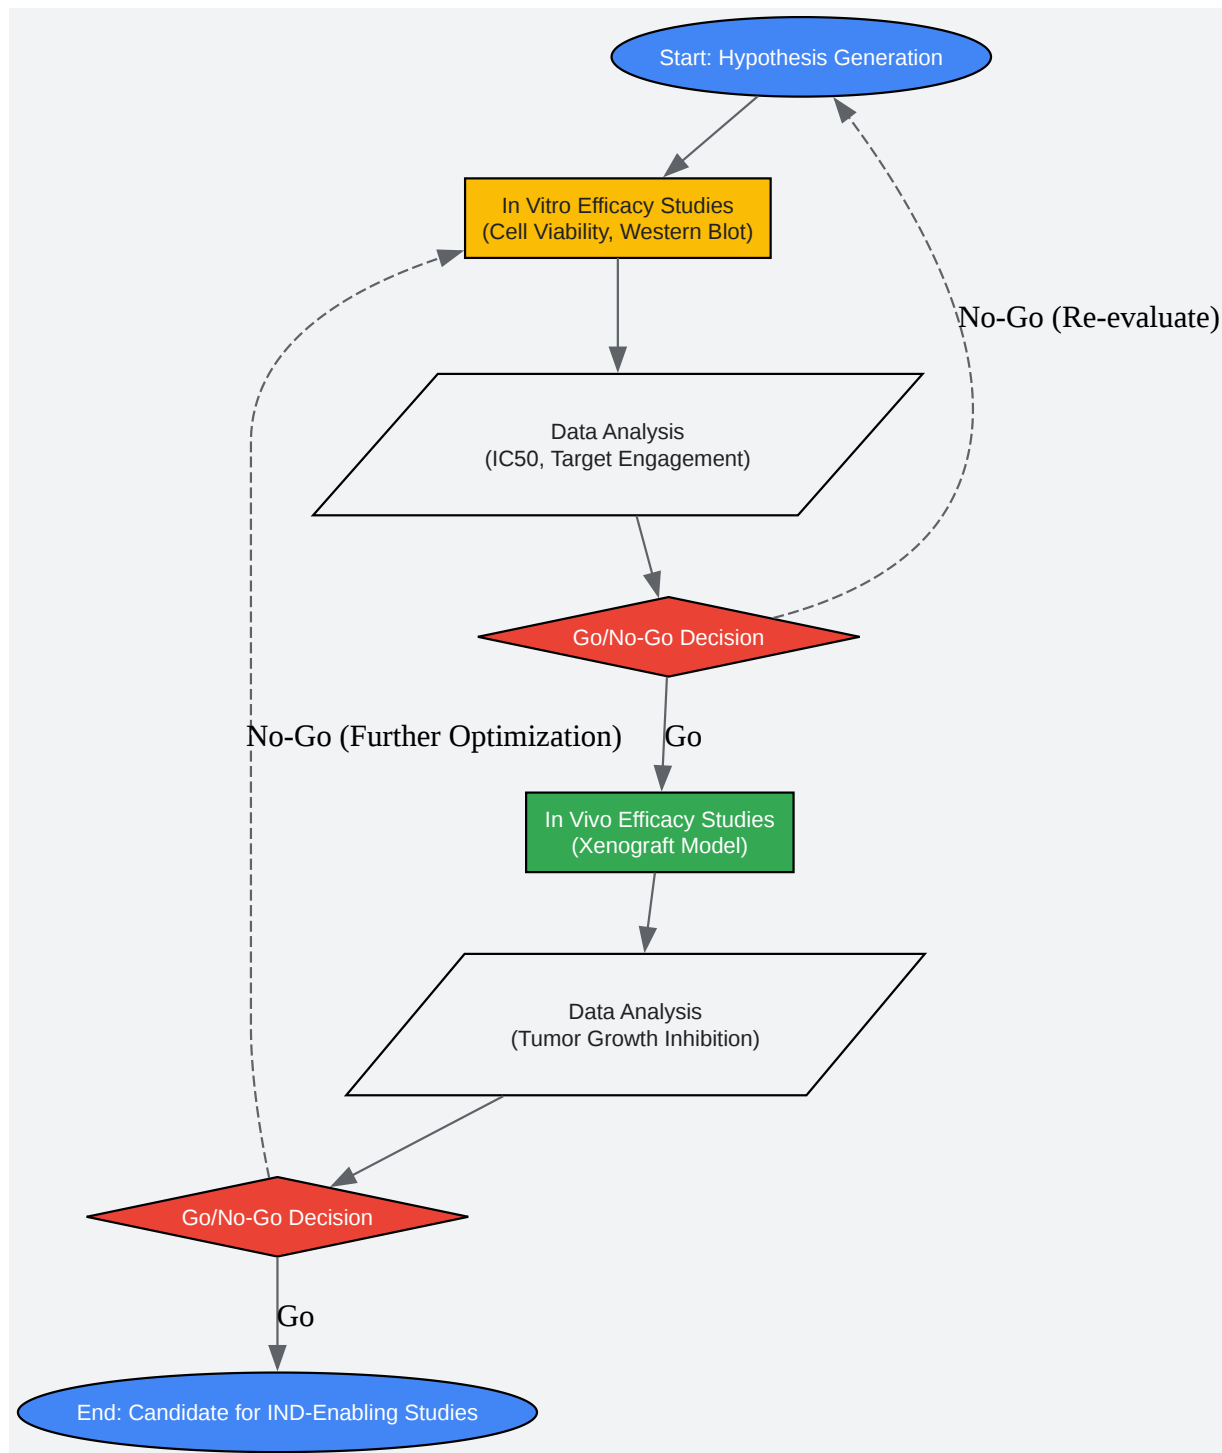 Start: Hypothesis Generation
In Vitro Efficacy Studies
(Cell Viability, Western Blot)
No-Go (Re-evaluate)
Data Analysis
(IC50, Target Engagement)
Go/No-Go Decision
No-Go (Further Optimization)
Go
In Vivo Efficacy Studies
(Xenograft Model)
Data Analysis
(Tumor Growth Inhibition)
Go/No-Go Decision
Go
End: Candidate for IND-Enabling Studies